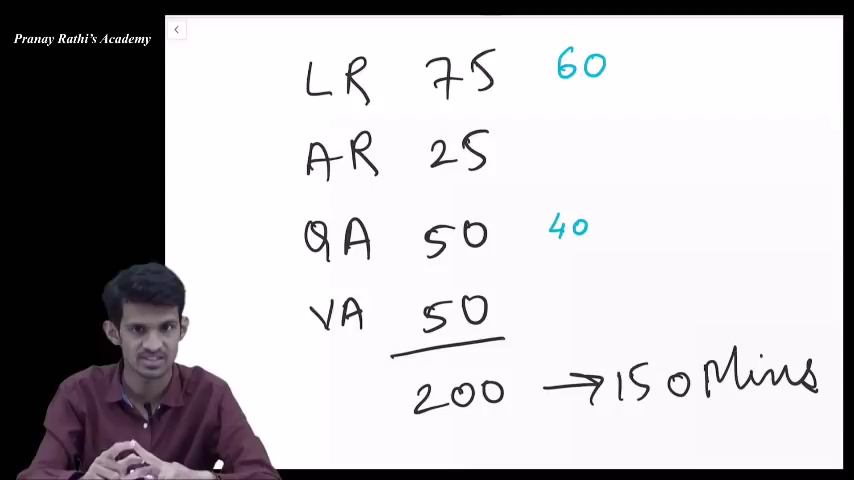 Pranay Rathi's Academy
LR 75 60
AR 25
QA 50 40
VA 50
200 → 150 Mins